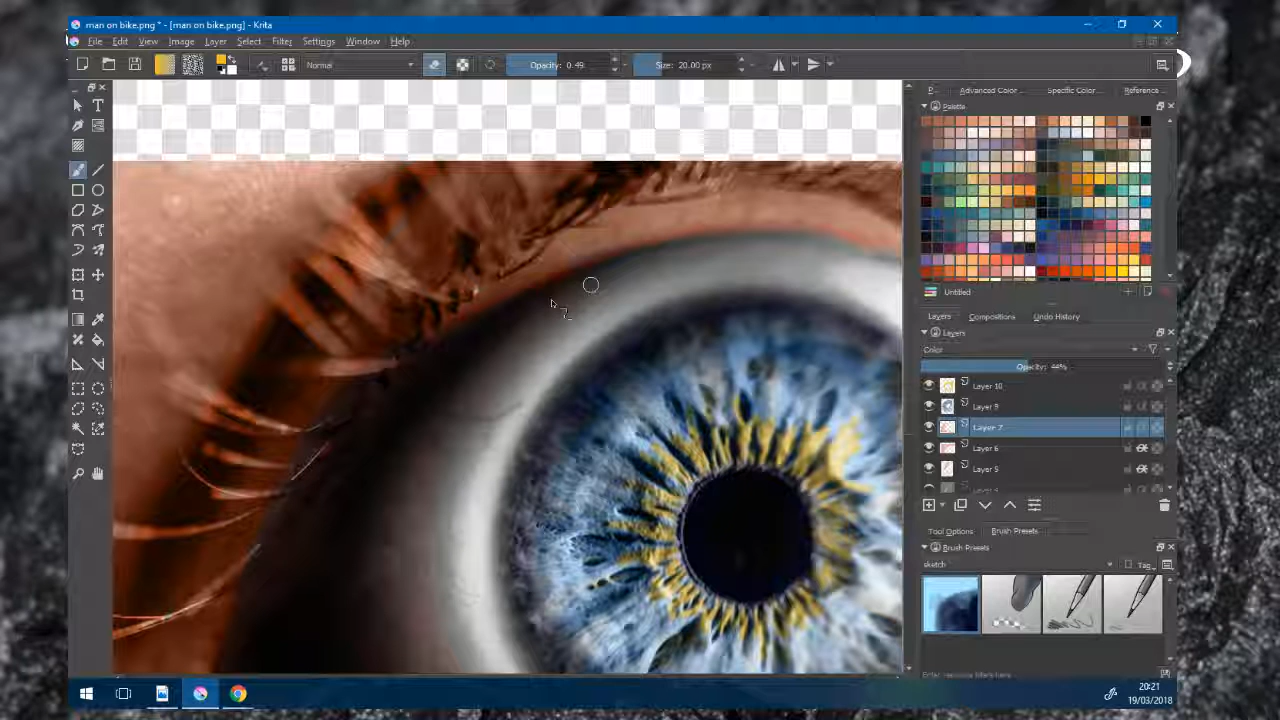 man on bike.png * - [man on bike.png] - Krita
File Edit View Image Layer Select Filter Settings Window Help
Normal Opacity: 0.49 Size: 20.00 px
P... Advanced Color... Specific Color... Reference...
Palette
Untitled
Layers Compositions Undo History
Layers
Color
Opacity: 44%
Layer 10
Layer 9
Layer 7
Layer 6
Layer 5
Tool Options Brush Presets
Brush Presets
sketch Tag
20:21
19/03/2018